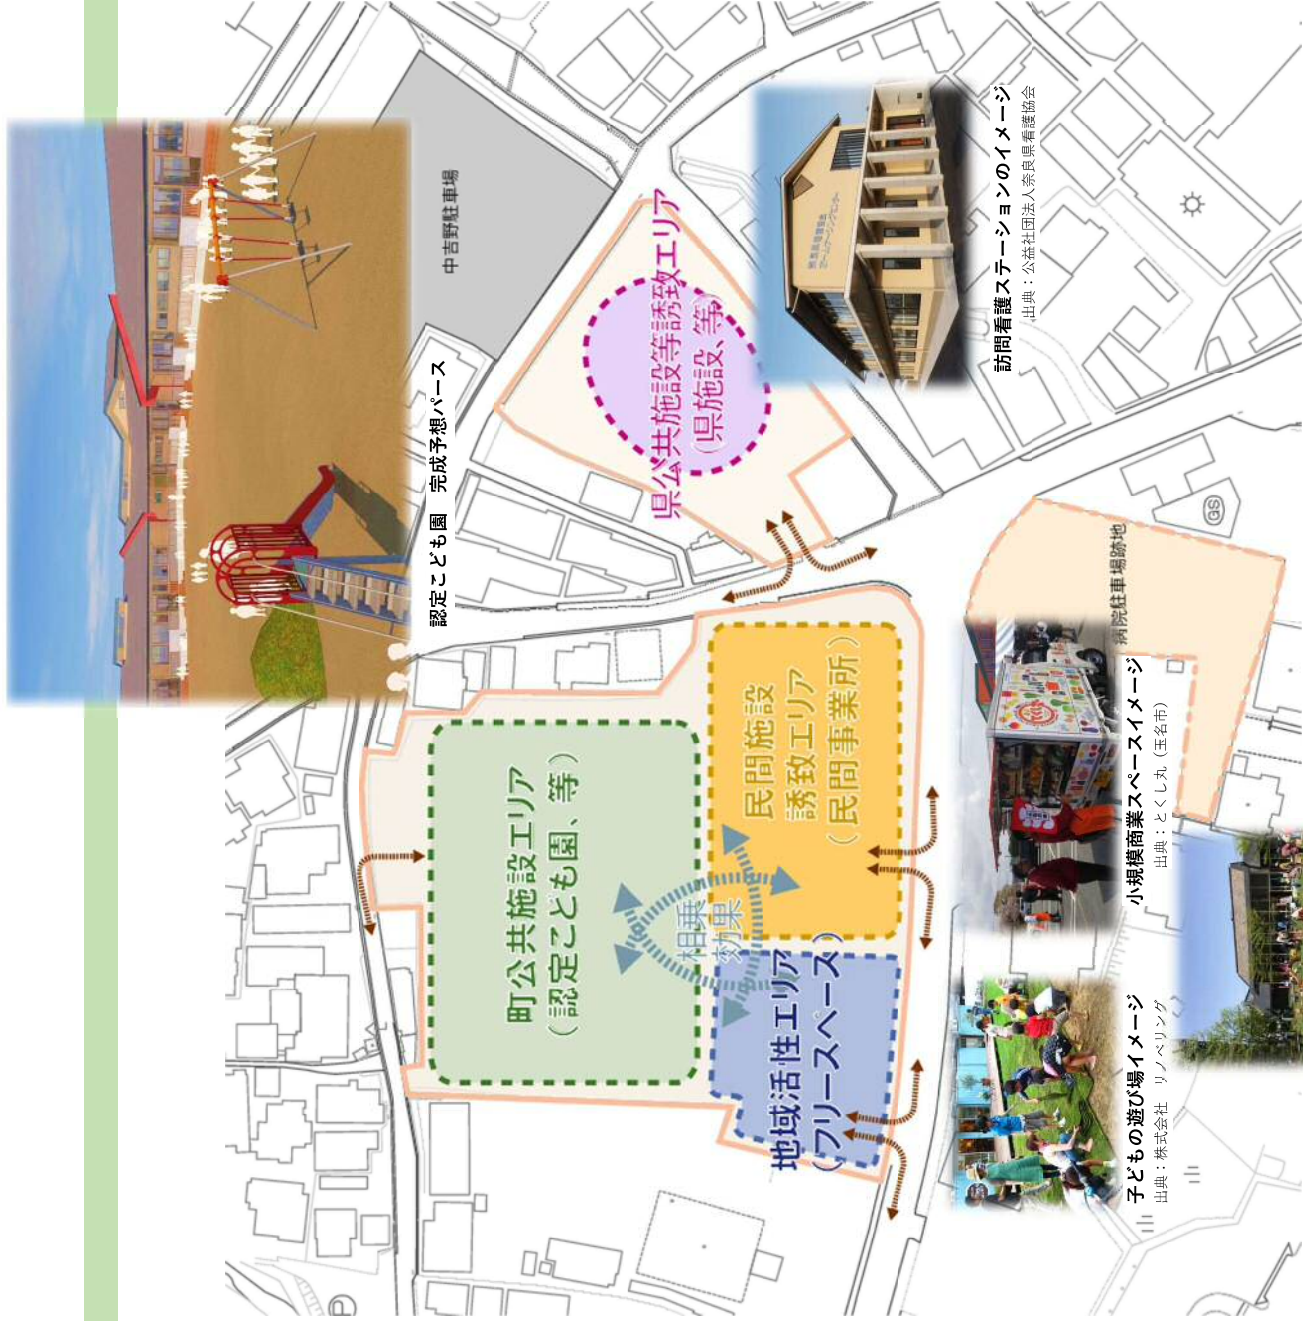 認定こども園　完成予想パース
中吉野駐車場
町公共施設エリア
（認定こども園、等）
相乗
効果
民間施設
誘致エリア
（民間事業所）
地域活性エリア
（フリースペース）
県公共施設等誘致エリア
（県施設、等）
訪問看護ステーションのイメージ
出典：公益社団法人奈良県看護協会
子どもの遊び場イメージ
出典：株式会社　リノベリング
小規模商業スペースイメージ
出典：とくし丸（玉名市）
病院駐車場跡地
GS
P